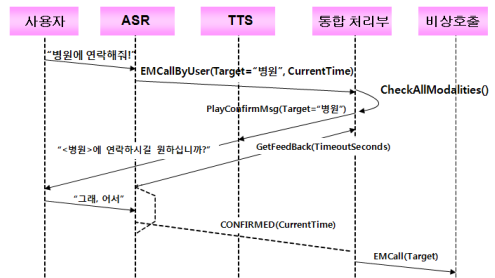 사용자 ASR TTS 통합 처리부 비상호출
"병원에 연락해줘!"
EMCallByUser(Target="병원", CurrentTime)
CheckAllModalities()
PlayConfirmMsg(Target="병원")
"<병원>에 연락하시길 원하십니까?"
GetFeedBack(TimeoutSeconds)
"그래, 어서"
CONFIRMED(CurrentTime)
EMCall(Target)